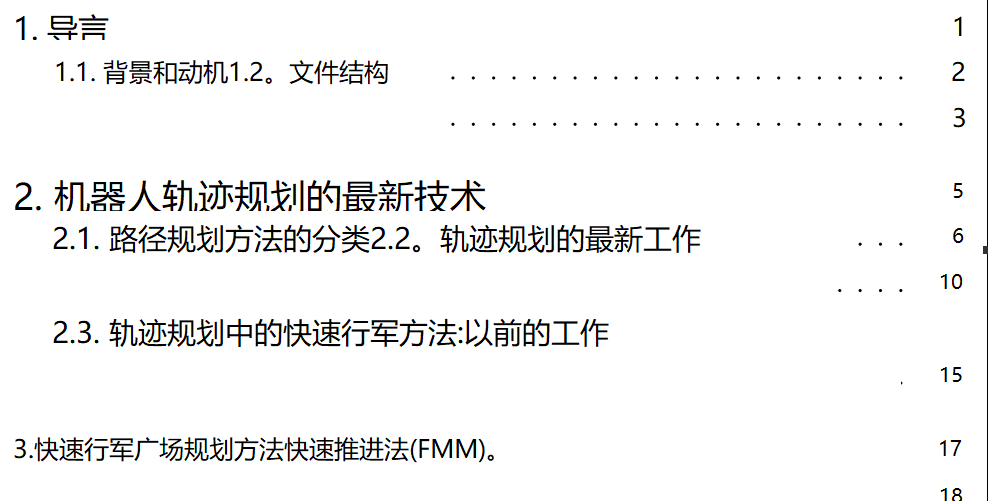 1. 导言 1
1.1. 背景和动机1.2。文件结构 . . . . . . . . . . . . . . . . . . . . . . . 2
. . . . . . . . . . . . . . . . . . . . . . . 3
2. 机器人轨迹规划的最新技术 5
2.1. 路径规划方法的分类2.2。轨迹规划的最新工作 . . . 6
. . . . 10
2.3. 轨迹规划中的快速行军方法:以前的工作
. 15
3.快速行军广场规划方法快速推进法(FMM)。 17
18